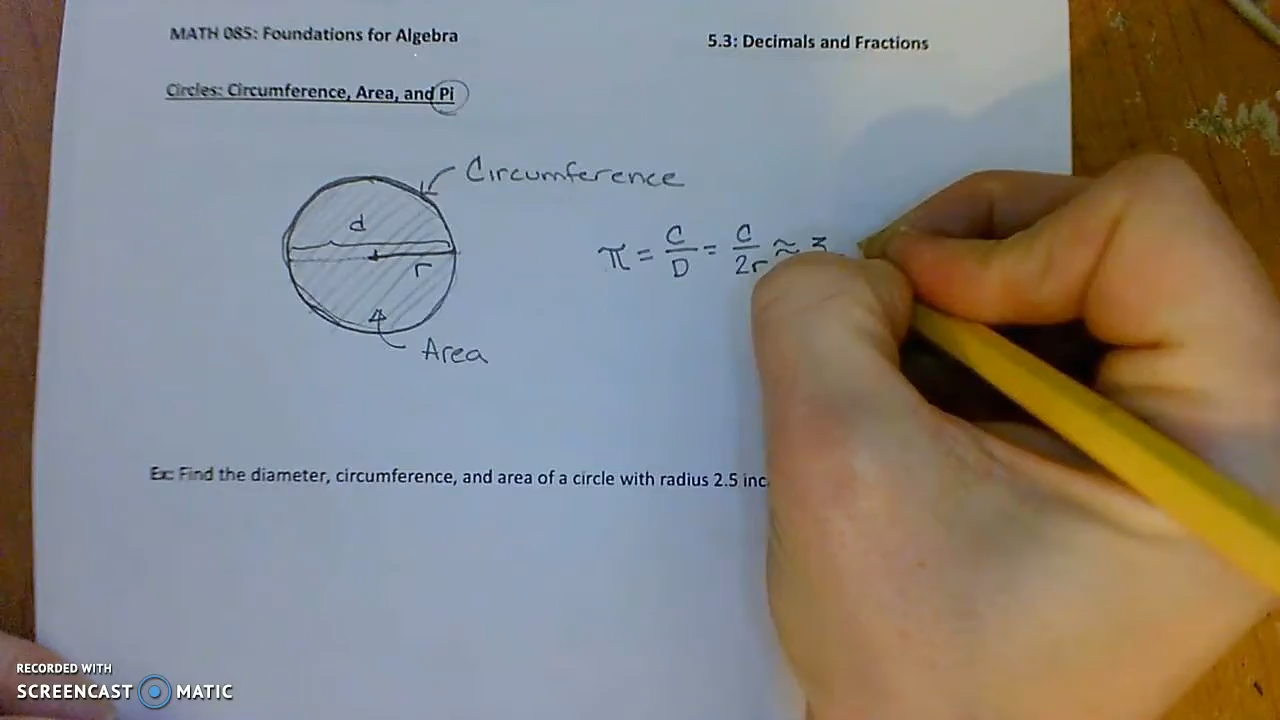 MATH 085: Foundations for Algebra
5.3: Decimals and Fractions
Circles: Circumference, Area, and Pi
Circumference
d
r
π = C/D = C/2r ≈ 3
Area
Ex: Find the diameter, circumference, and area of a circle with radius 2.5 inc
RECORDED WITH
SCREENCAST MATIC